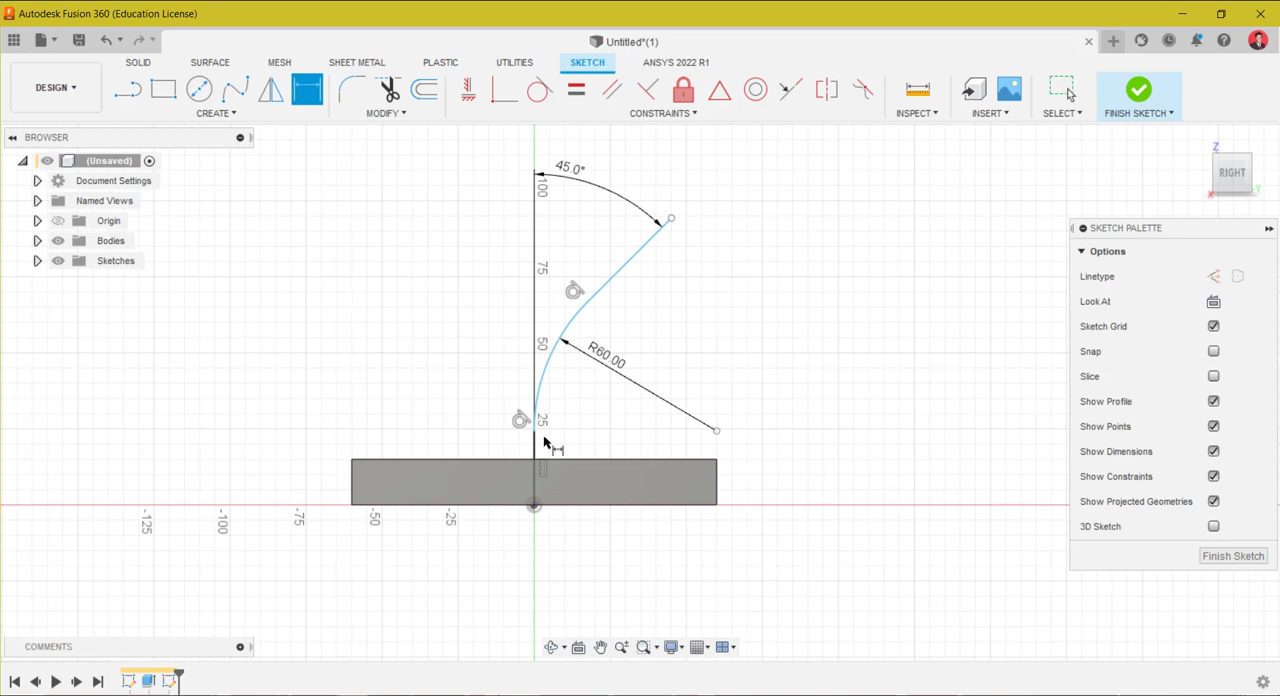 Autodesk Fusion 360 (Education License)
Untitled*(1)
SOLID SURFACE MESH SHEET METAL PLASTIC UTILITIES SKETCH ANSYS 2022 R1
DESIGN
CREATE MODIFY CONSTRAINTS INSPECT INSERT SELECT FINISH SKETCH
BROWSER
(Unsaved)
Document Settings
Named Views
Origin
Bodies
Sketches
45.0°
100
75
50
R60.00
25
-125 -100 -75 -50 -25
Z
RIGHT
X Y
SKETCH PALETTE
Options
Linetype
Look At
Sketch Grid
Snap
Slice
Show Profile
Show Points
Show Dimensions
Show Constraints
Show Projected Geometries
3D Sketch
Finish Sketch
COMMENTS